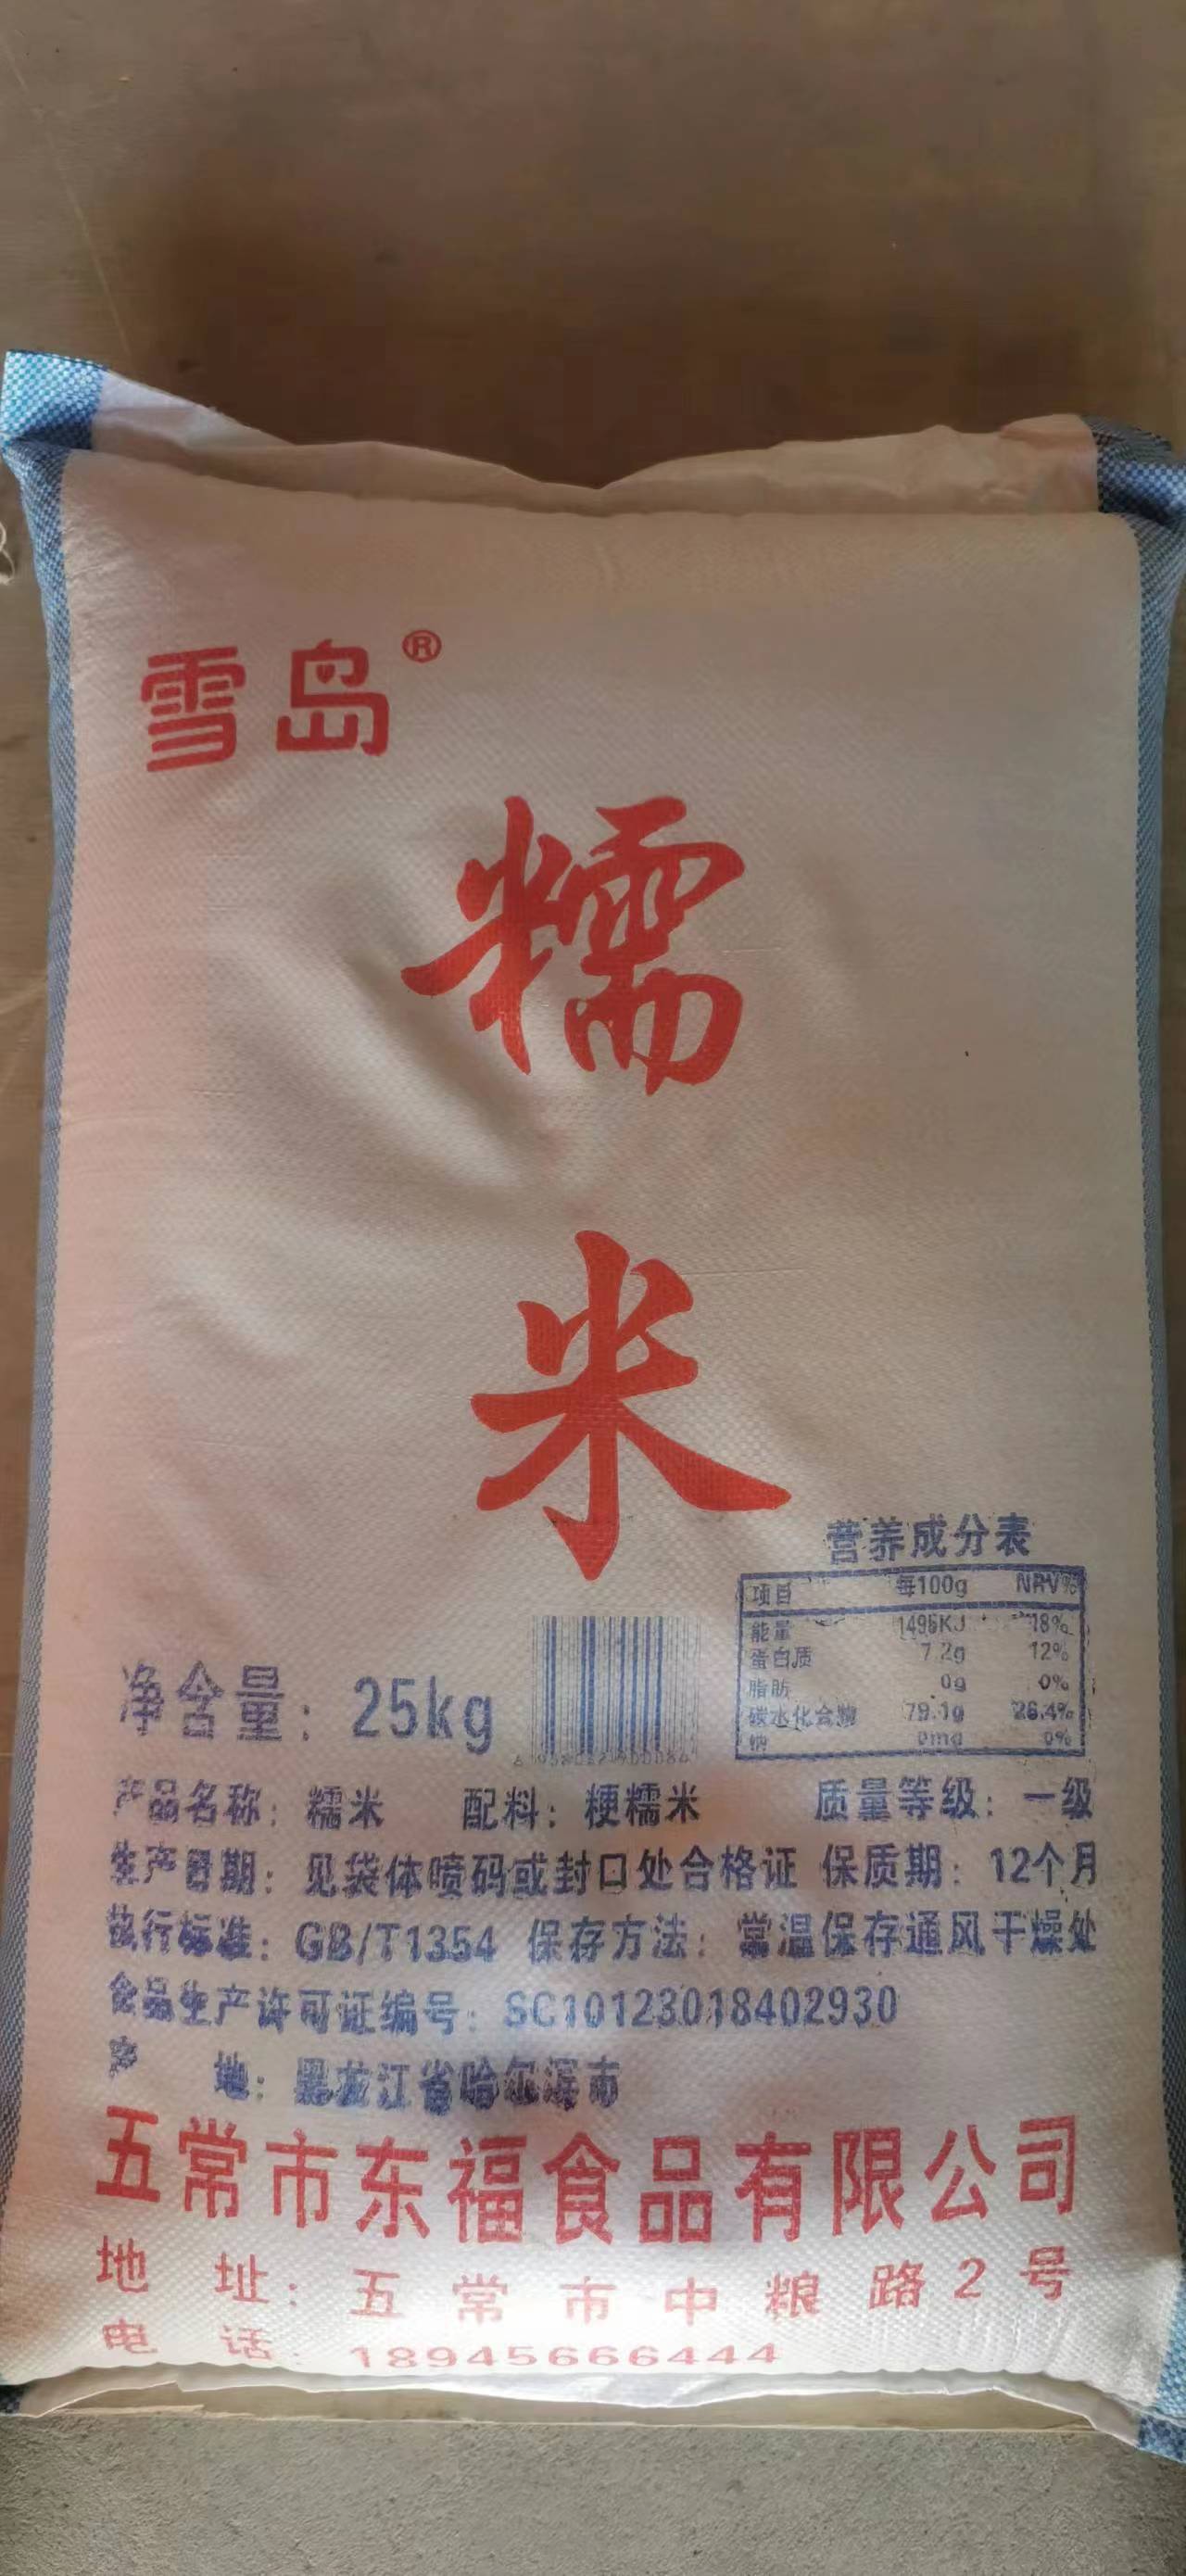 雪岛®
糯
米
营养成分表
项目 每100g NRV%
能量 1495KJ 18%
蛋白质 7.2g 12%
脂肪 0g 0%
碳水化合物 79.1g 26.4%
钠 0mg 0%
净含量：25kg
产品名称：糯米 配料：粳糯米 质量等级：一级
生产日期：见袋体喷码或封口处合格证 保质期：12个月
执行标准：GB/T1354 保存方法：常温保存通风干燥处
食品生产许可证编号：SC10123018402930
产 地：黑龙江省哈尔滨市
五常市东福食品有限公司
地 址：五常市中粮路2号
电 话：18945666444